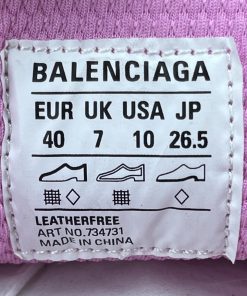 BALENCIAGA
EUR UK USA JP
40 7 10 26.5
LEATHERFREE
ART NO.734731
MADE IN CHINA